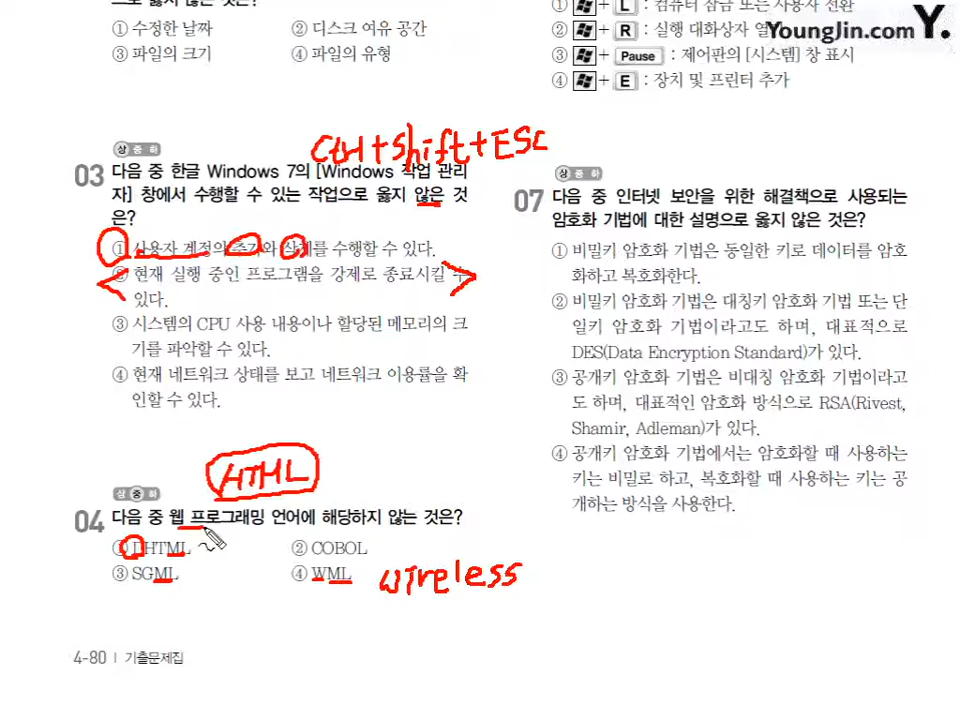 ① 수정한 날짜
② 디스크 여유 공간
③ 파일의 크기
④ 파일의 유형
Ctrl+Shift+ESC
상 중 하
03 다음 중 한글 Windows 7의 [Windows 작업 관리
자] 창에서 수행할 수 있는 작업으로 옳지 않은 것
은?
① 사용자 계정의 추가와 삭제를 수행할 수 있다.
② 현재 실행 중인 프로그램을 강제로 종료시킬 수
있다.
③ 시스템의 CPU 사용 내용이나 할당된 메모리의 크
기를 파악할 수 있다.
④ 현재 네트워크 상태를 보고 네트워크 이용률을 확
인할 수 있다.
HTML
상 중 하
04 다음 중 웹 프로그래밍 언어에 해당하지 않는 것은?
① DHTML
② COBOL
③ SGML
④ WML wireless
4-80 | 기출문제집
① + L : 컴퓨터 잠금 또는 사용자 전환
② + R : 실행 대화상자 열
YoungJin.com Y.
③ + Pause : 제어판의 [시스템] 창 표시
④ + E : 장치 및 프린터 추가
상 중 하
07 다음 중 인터넷 보안을 위한 해결책으로 사용되는
암호화 기법에 대한 설명으로 옳지 않은 것은?
① 비밀키 암호화 기법은 동일한 키로 데이터를 암호
화하고 복호화한다.
② 비밀키 암호화 기법은 대칭키 암호화 기법 또는 단
일키 암호화 기법이라고도 하며, 대표적으로
DES(Data Encryption Standard)가 있다.
③ 공개키 암호화 기법은 비대칭 암호화 기법이라고
도 하며, 대표적인 암호화 방식으로 RSA(Rivest,
Shamir, Adleman)가 있다.
④ 공개키 암호화 기법에서는 암호화할 때 사용하는
키는 비밀로 하고, 복호화할 때 사용하는 키는 공
개하는 방식을 사용한다.